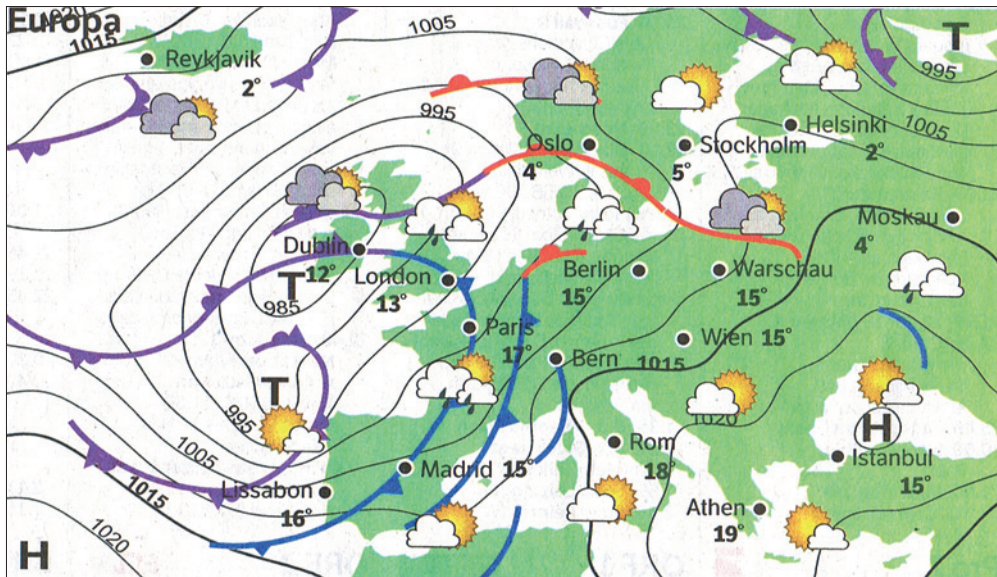 Europa
1020
1015
Reykjavik
2°
1005
T
995
1005
995
Oslo
4°
Stockholm
5°
Helsinki
2°
Moskau
4°
Dublin
12°
T
985
London
13°
Berlin
15°
Warschau
15°
Paris
17°
Bern
1015
Wien 15°
T
995
1020
H
1005
Rom
18°
Istanbul
15°
Madrid 15°
1015
Lissabon
16°
Athen
19°
1020
H